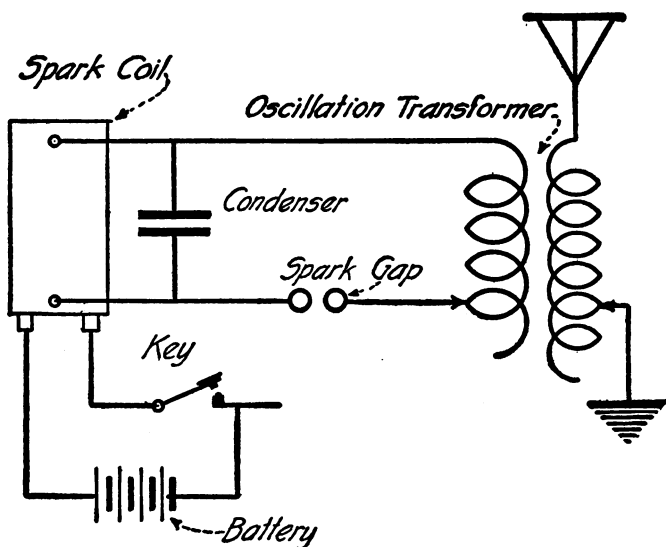 Spark Coil
Oscillation Transformer
Condenser
Spark Gap
Key
Battery